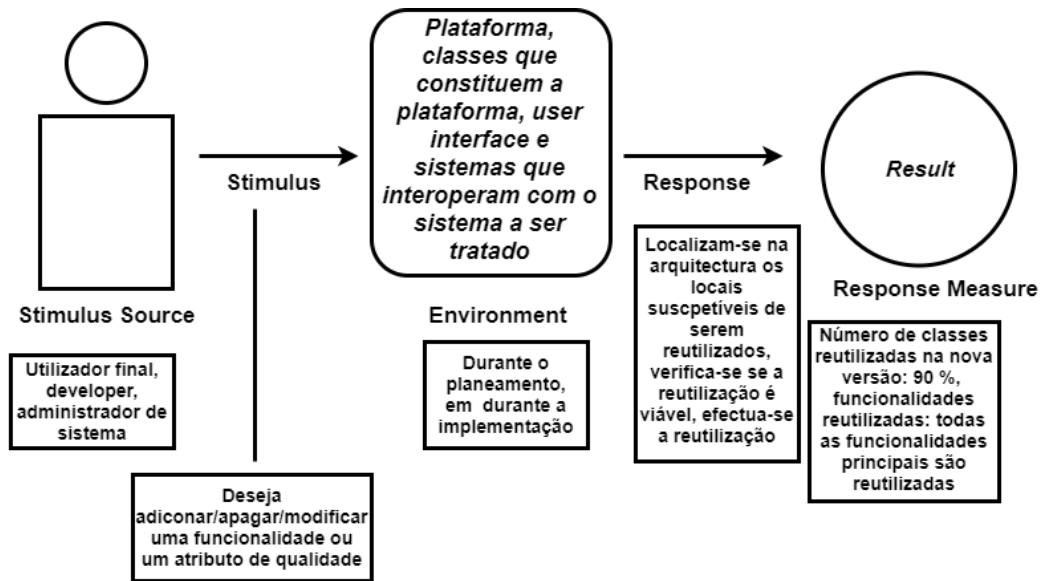 Plataforma,
classes que
constituem a
plataforma, user
interface e
sistemas que
interoperam com o
sistema a ser
tratado
Stimulus
Response
Result
Stimulus Source
Environment
Response Measure
Utilizador final,
developer,
administrador de
sistema
Deseja
adiconar/apagar/modificar
uma funcionalidade ou
um atributo de qualidade
Durante o
planeamento,
em durante a
implementação
Localizam-se na
arquitectura os
locais
suscpetíveis de
serem
reutilizados,
verifica-se se a
reutilização é
viável, efectua-se
a reutilização
Número de classes
reutilizadas na nova
versão: 90 %,
funcionalidades
reutilizadas: todas
as funcionalidades
principais são
reutilizadas